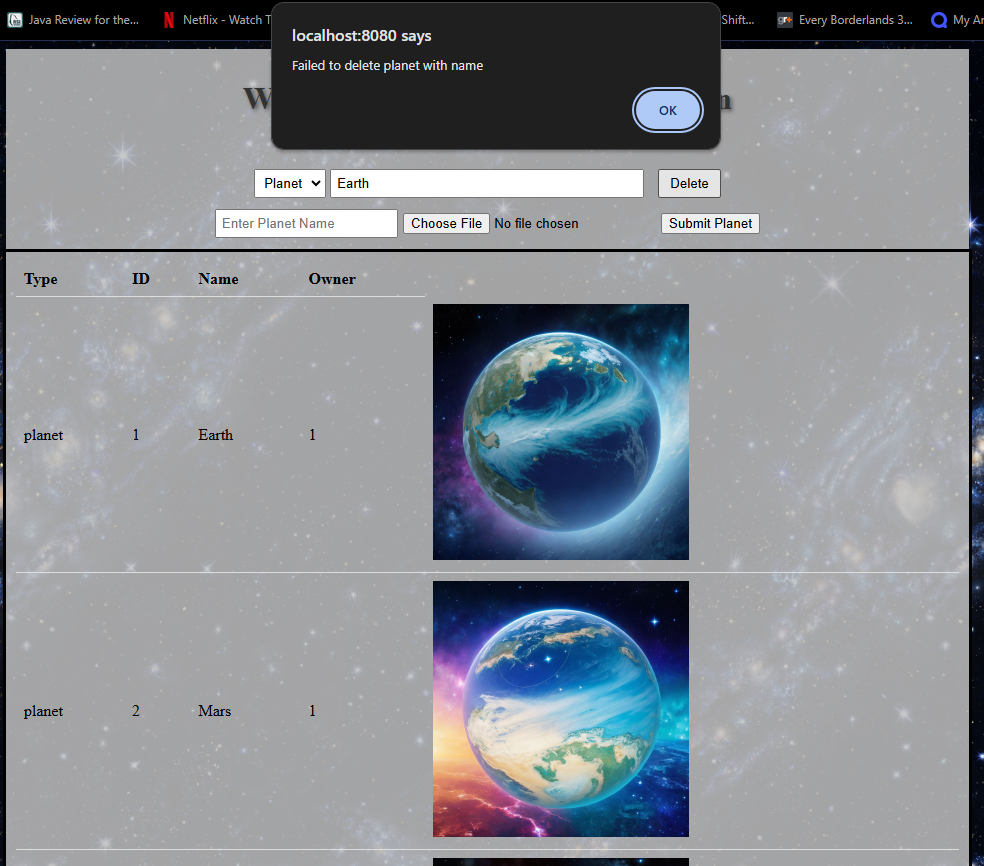 Java Review for the...
Netflix - Watch T
Shift...
Every Borderlands 3...
My Ar
localhost:8080 says
Failed to delete planet with name
OK
Planet
Earth
Delete
Enter Planet Name
Choose File
No file chosen
Submit Planet
Type ID Name Owner
planet 1 Earth 1
planet 2 Mars 1